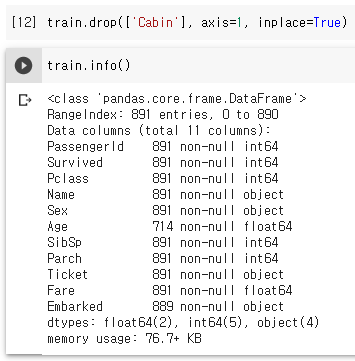 [12] train.drop(['Cabin'], axis=1, inplace=True)
train.info()
<class 'pandas.core.frame.DataFrame'>
RangeIndex: 891 entries, 0 to 890
Data columns (total 11 columns):
PassengerId    891 non-null int64
Survived       891 non-null int64
Pclass         891 non-null int64
Name           891 non-null object
Sex            891 non-null object
Age            714 non-null float64
SibSp          891 non-null int64
Parch          891 non-null int64
Ticket         891 non-null object
Fare           891 non-null float64
Embarked       889 non-null object
dtypes: float64(2), int64(5), object(4)
memory usage: 76.7+ KB